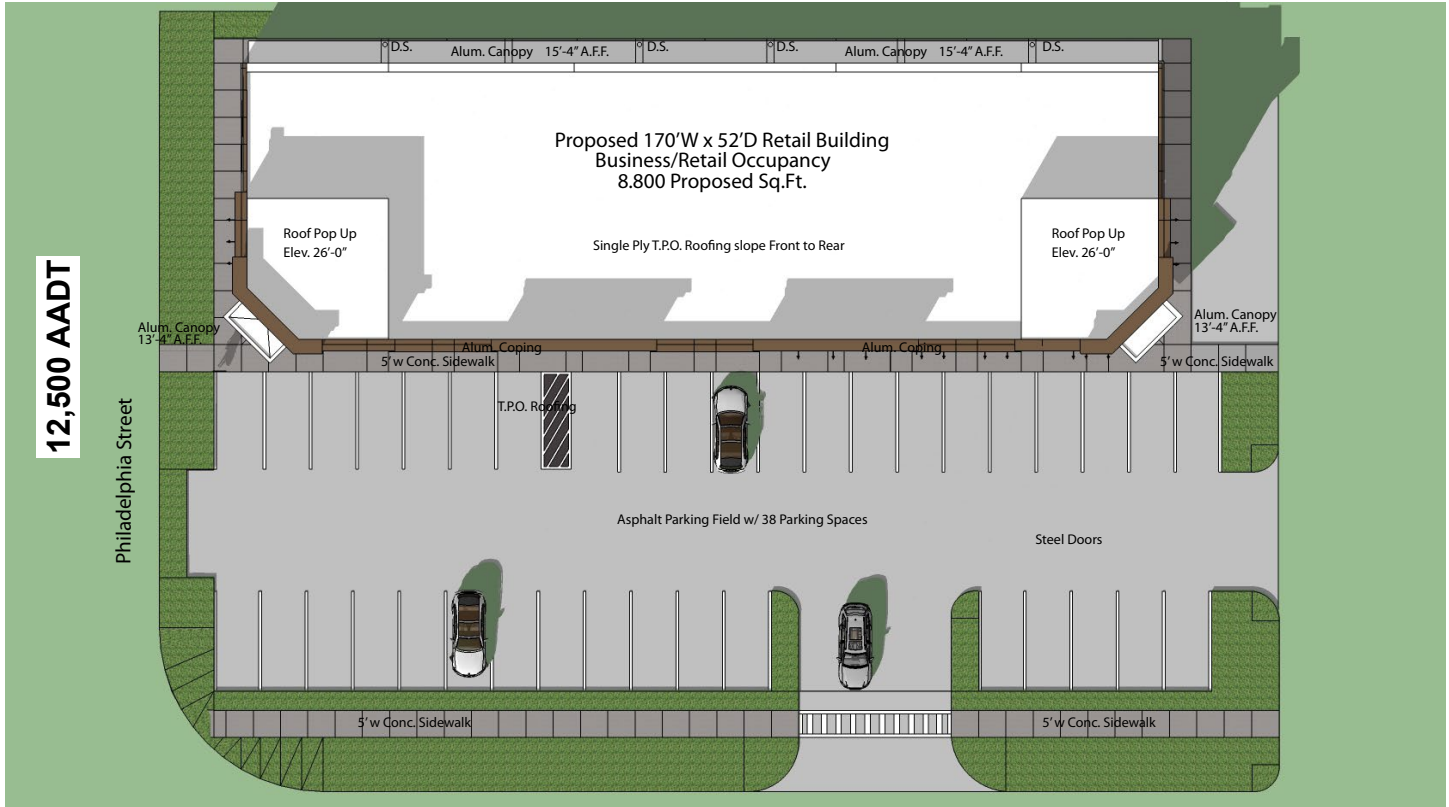 D.S.
Alum. Canopy 15'-4" A.F.F.
D.S.
D.S.
Alum. Canopy 15'-4" A.F.F.
D.S.
Proposed 170'W x 52'D Retail Building
Business/Retail Occupancy
8.800 Proposed Sq.Ft.
Roof Pop Up
Elev. 26'-0"
Single Ply T.P.O. Roofing slope Front to Rear
Roof Pop Up
Elev. 26'-0"
12,500 AADT
Philadelphia Street
Alum. Canopy
13'-4" A.F.F.
Alum. Canopy
13'-4" A.F.F.
Alum. Coping
Alum. Coping
5' w Conc. Sidewalk
5' w Conc. Sidewalk
T.P.O. Roofing
Asphalt Parking Field w/ 38 Parking Spaces
Steel Doors
5' w Conc. Sidewalk
5' w Conc. Sidewalk